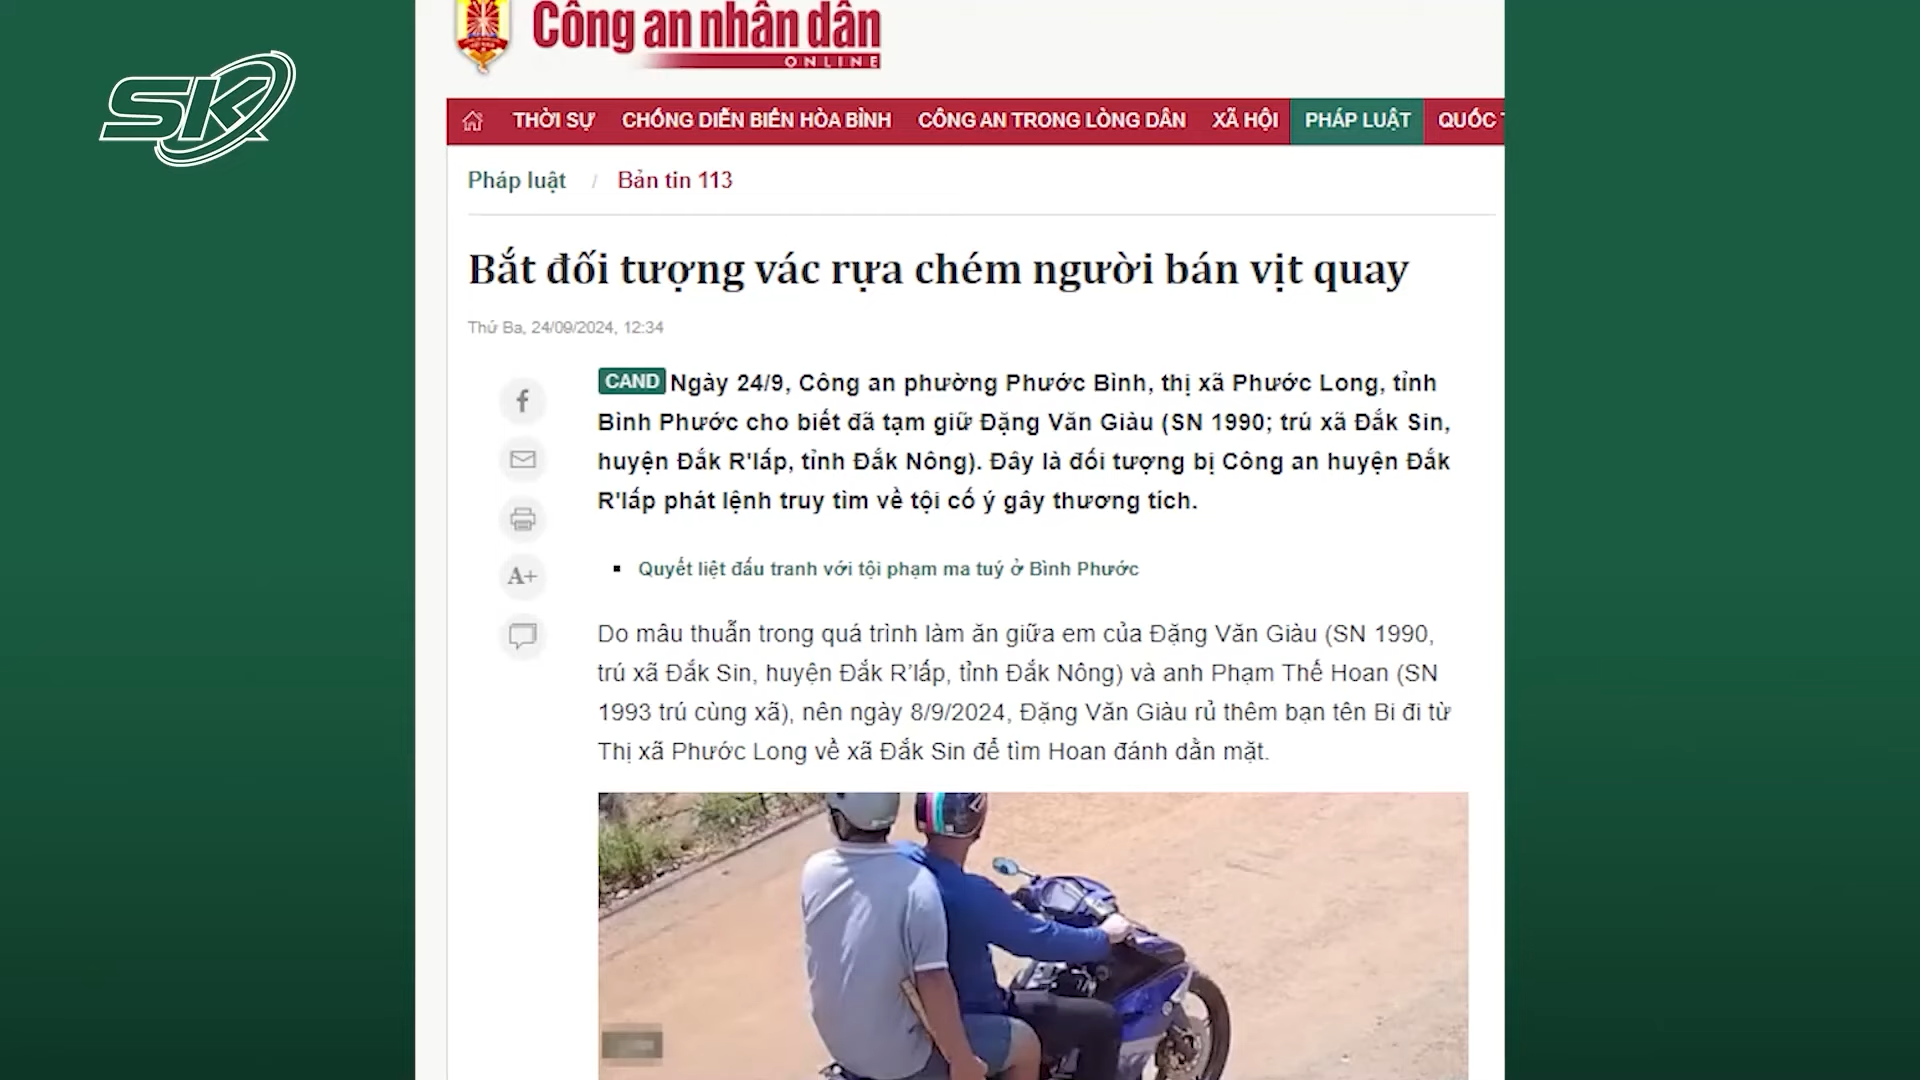 SK
Công an nhân dân
ONLINE
THỜI SỰ CHỐNG DIỄN BIẾN HÒA BÌNH CÔNG AN TRONG LÒNG DÂN XÃ HỘI PHÁP LUẬT QUỐC
Pháp luật / Bản tin 113
Bắt đối tượng vác rựa chém người bán vịt quay
Thứ Ba, 24/09/2024, 12:34
CAND Ngày 24/9, Công an phường Phước Bình, thị xã Phước Long, tỉnh
Bình Phước cho biết đã tạm giữ Đặng Văn Giàu (SN 1990; trú xã Đắk Sin,
huyện Đắk R'lấp, tỉnh Đắk Nông). Đây là đối tượng bị Công an huyện Đắk
R'lấp phát lệnh truy tìm về tội cố ý gây thương tích.
A+
▪ Quyết liệt đấu tranh với tội phạm ma tuý ở Bình Phước
Do mâu thuẫn trong quá trình làm ăn giữa em của Đặng Văn Giàu (SN 1990,
trú xã Đắk Sin, huyện Đắk R’lấp, tỉnh Đắk Nông) và anh Phạm Thế Hoan (SN
1993 trú cùng xã), nên ngày 8/9/2024, Đặng Văn Giàu rủ thêm bạn tên Bi đi từ
Thị xã Phước Long về xã Đắk Sin để tìm Hoan đánh dằn mặt.